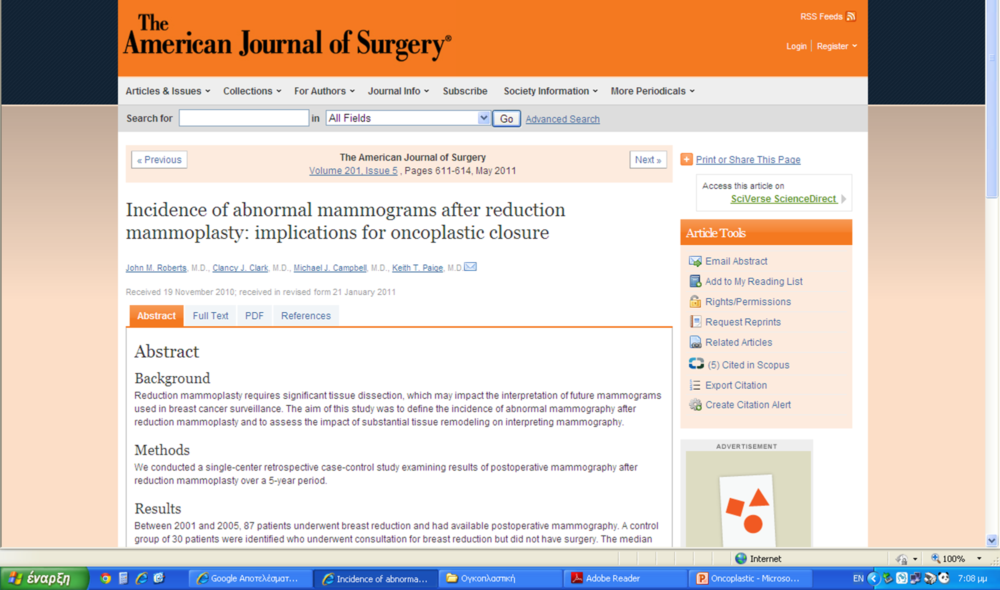 The
American Journal of Surgery®
RSS Feeds
Login | Register
Articles & Issues Collections For Authors Journal Info Subscribe Society Information More Periodicals
Search for in All Fields Go Advanced Search
« Previous
The American Journal of Surgery
Volume 201, Issue 5 , Pages 611-614, May 2011
Next »
Print or Share This Page
Access this article on
SciVerse ScienceDirect
Incidence of abnormal mammograms after reduction
mammoplasty: implications for oncoplastic closure
John M. Roberts, M.D., Clancy J. Clark, M.D., Michael J. Campbell, M.D., Keith T. Paige, M.D.
Received 19 November 2010; received in revised form 21 January 2011
Abstract Full Text PDF References
Abstract
Background
Reduction mammoplasty requires significant tissue dissection, which may impact the interpretation of future mammograms
used in breast cancer surveillance. The aim of this study was to define the incidence of abnormal mammography after
reduction mammoplasty and to assess the impact of substantial tissue remodeling on interpreting mammography.
Methods
We conducted a single-center retrospective case-control study examining results of postoperative mammography after
reduction mammoplasty over a 5-year period.
Results
Between 2001 and 2005, 87 patients underwent breast reduction and had available postoperative mammography. A control
group of 30 patients were identified who underwent consultation for breast reduction but did not have surgery. The median
Article Tools
Email Abstract
Add to My Reading List
Rights/Permissions
Request Reprints
Related Articles
(5) Cited in Scopus
Export Citation
Create Citation Alert
ADVERTISEMENT
Internet
100%
έναρξη
Google Αποτελέσματ...
Incidence of abnorma...
Ογκοπλαστική
Adobe Reader
Oncoplastic - Microso...
EN
7:08 μμ